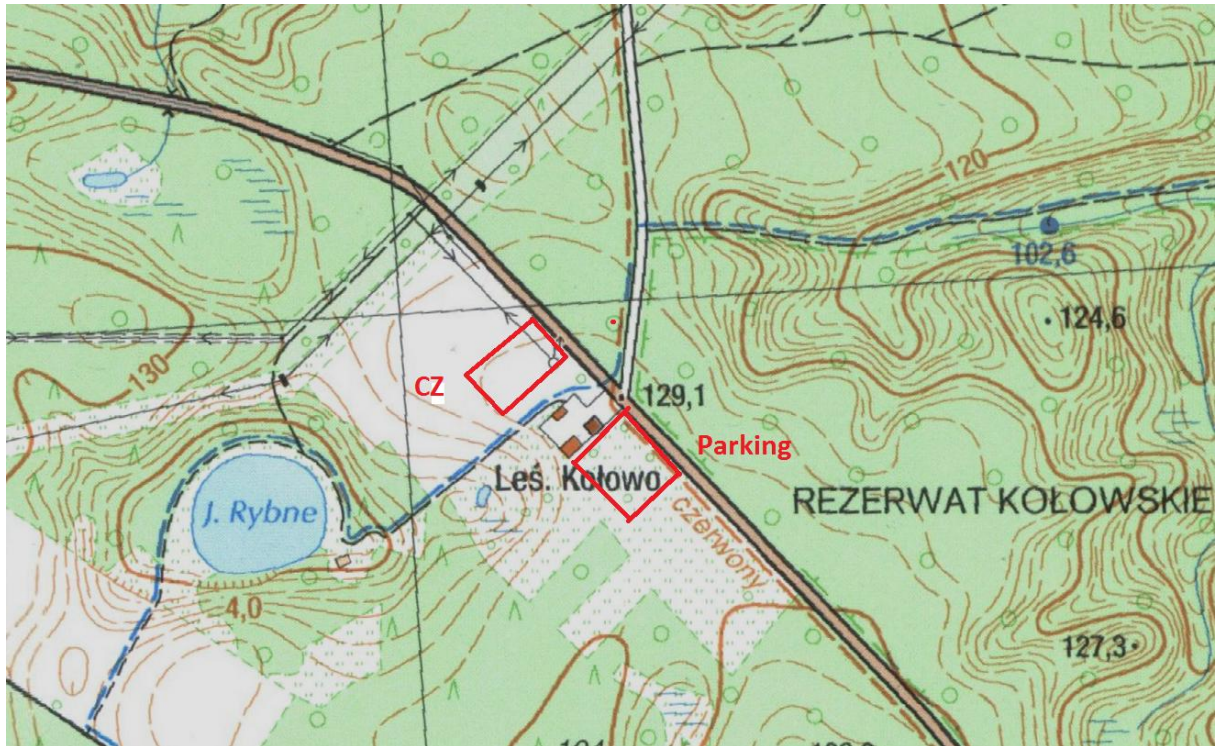 120
102,6
124,6
130
CZ
129,1
Parking
Leś. Kołowo
REZERWAT KOŁOWSKIE
J. Rybne
czerwony
4,0
127,3